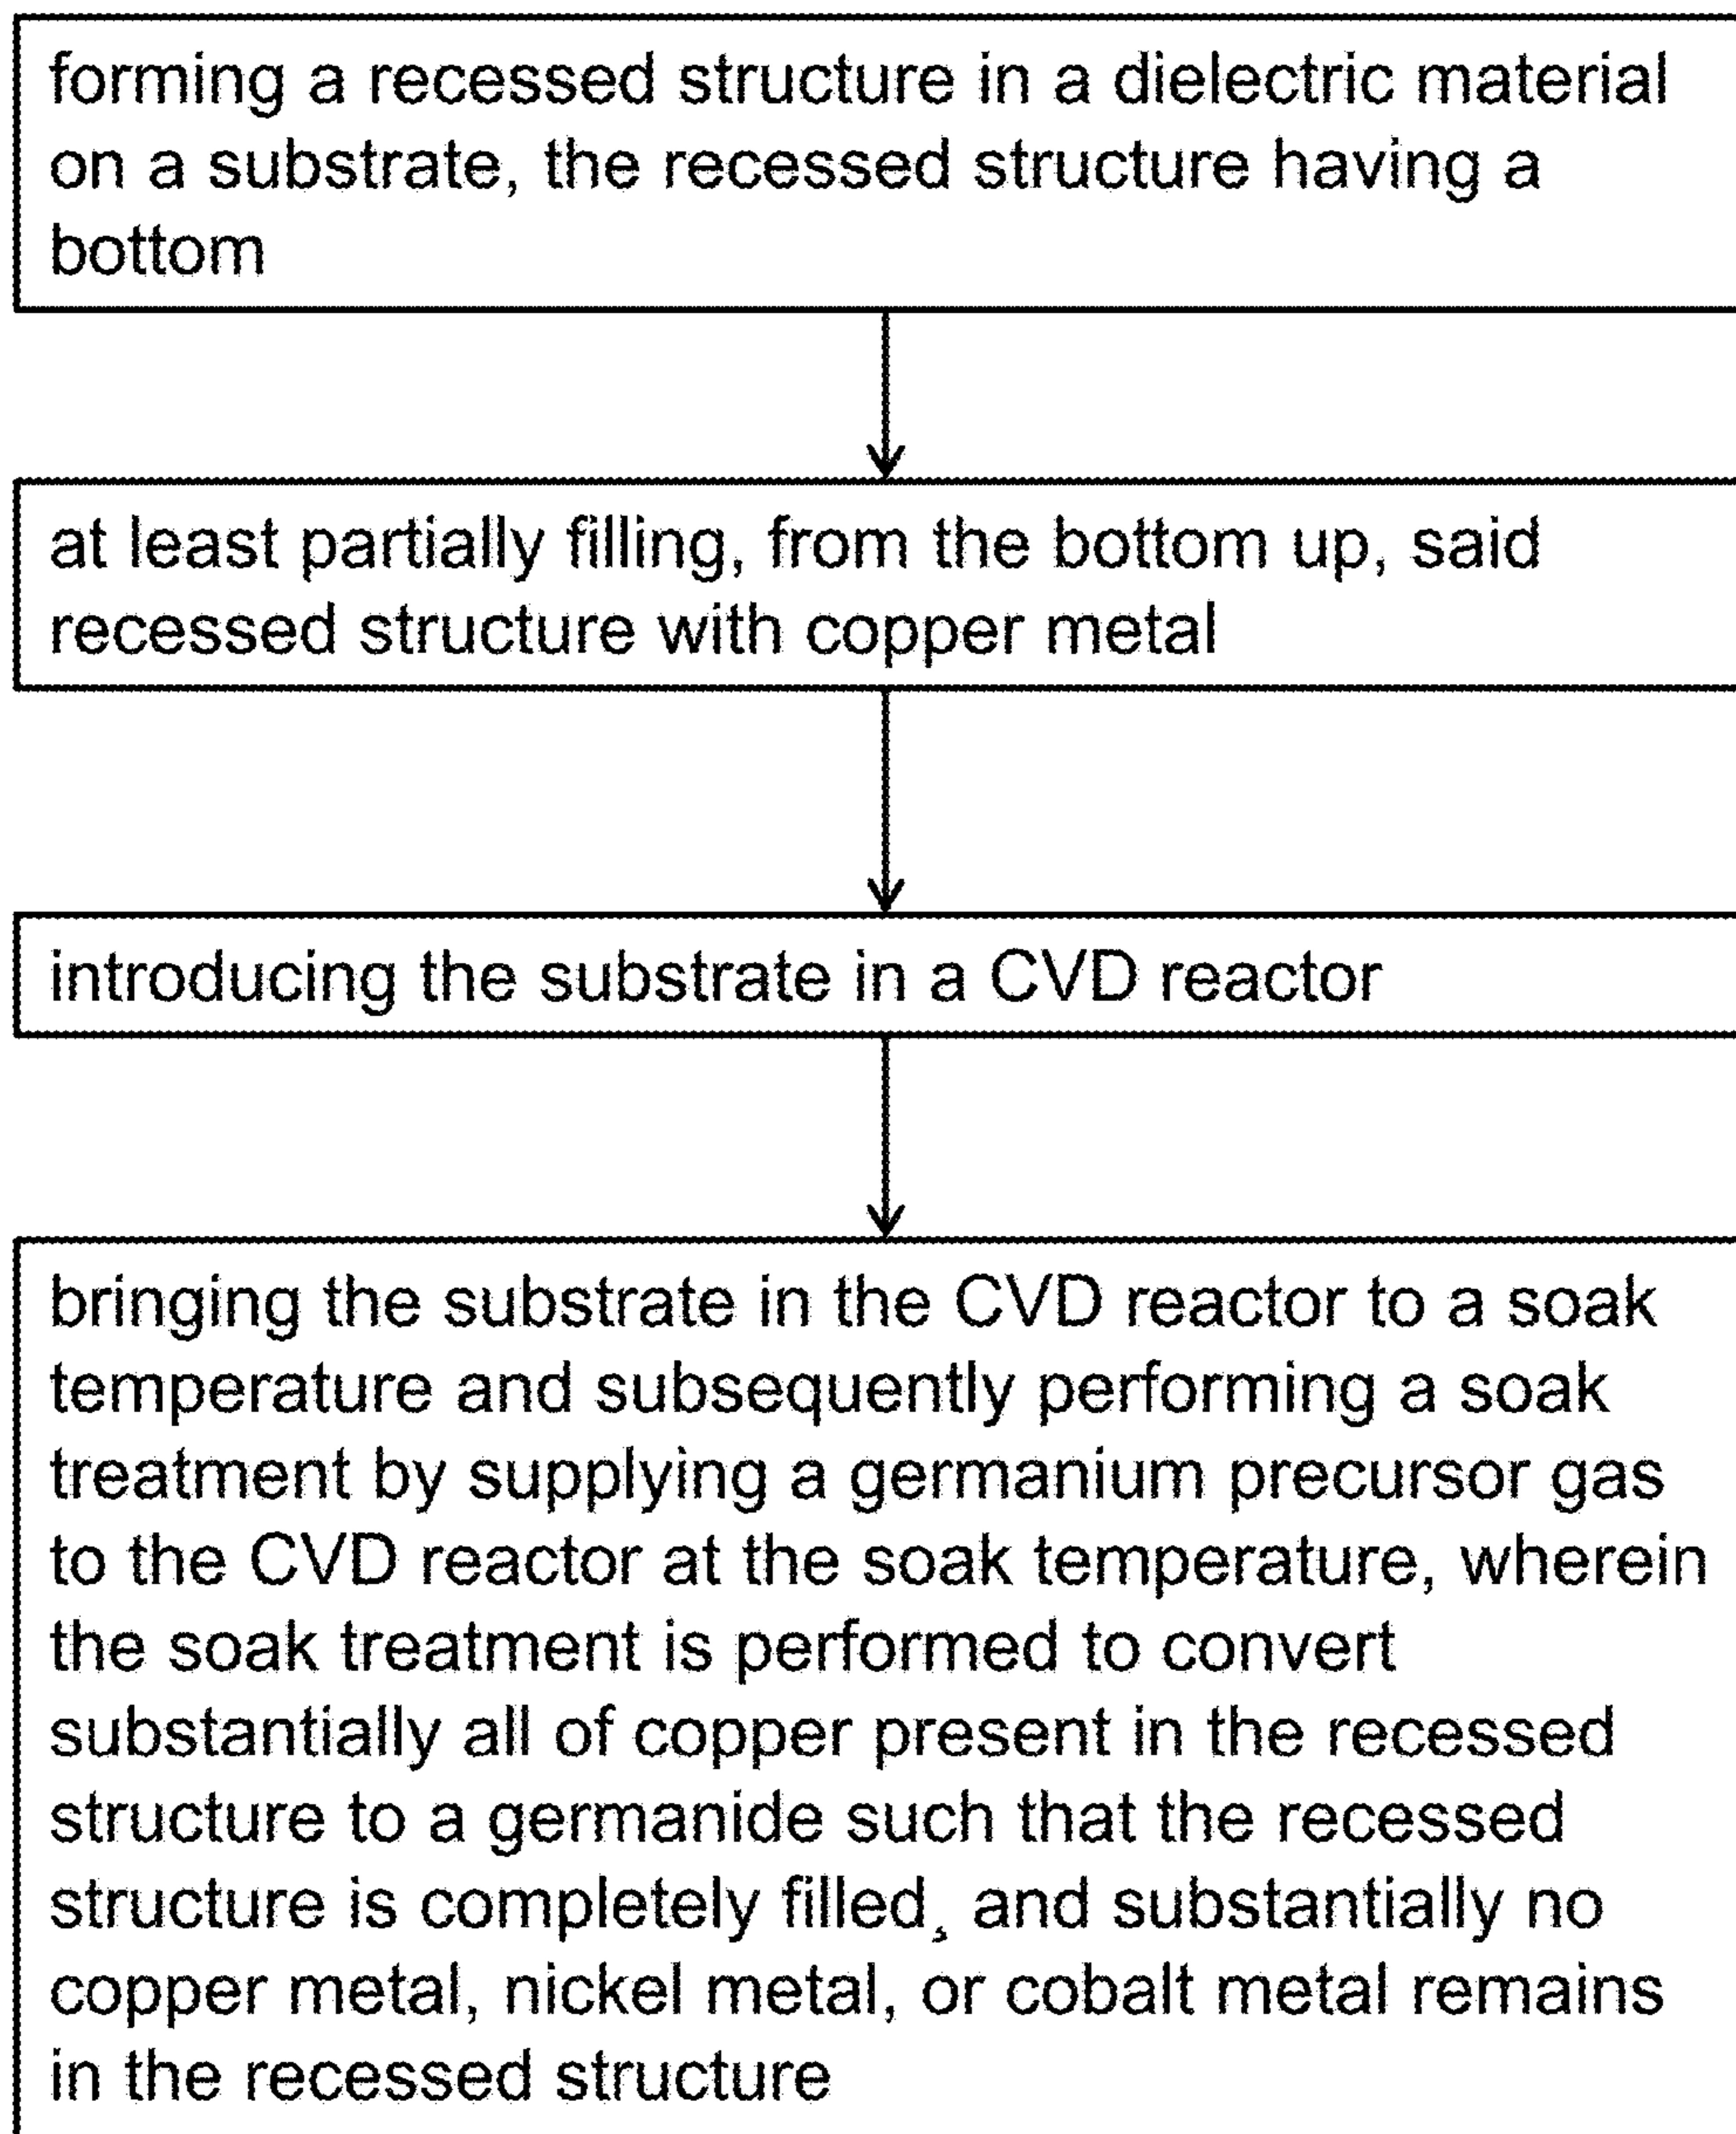 forming a recessed structure in a dielectric material
on a substrate, the recessed structure having a
bottom
at least partially filling, from the bottom up, said
recessed structure with copper metal
introducing the substrate in a CVD reactor
bringing the substrate in the CVD reactor to a soak
temperature and subsequently performing a soak
treatment by supplying a germanium precursor gas
to the CVD reactor at the soak temperature, wherein
the soak treatment is performed to convert
substantially all of copper present in the recessed
structure to a germanide such that the recessed
structure is completely filled, and substantially no
copper metal, nickel metal, or cobalt metal remains
in the recessed structure